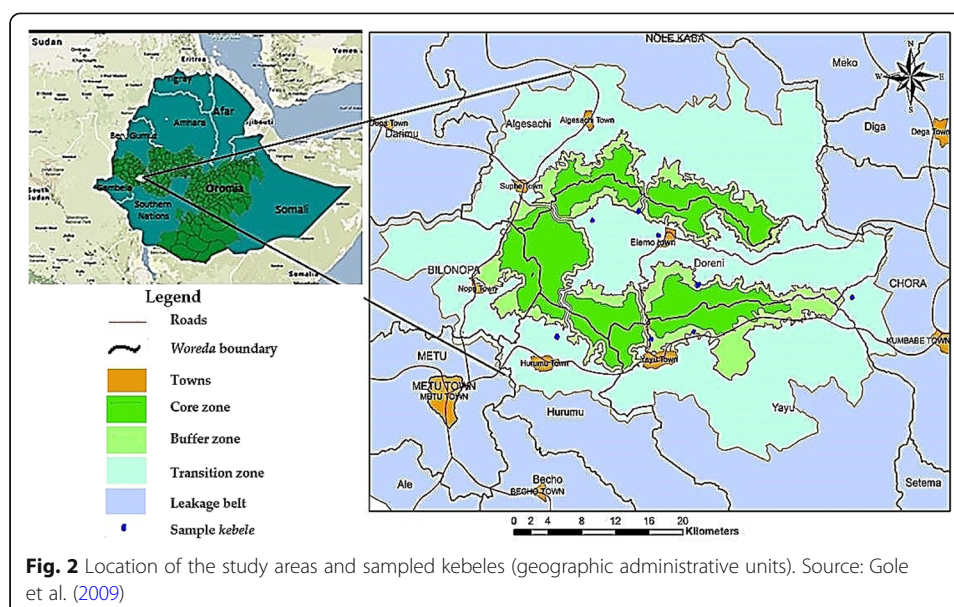 Sudan
Eritrea
Yemen
Tigray
Afar
Amhara
Djibouti
Ben Gumuz
Gambela
Oromia
South
Sudan
Southern
Nations
Somali
Somalia
Legend
Roads
Woreda boundary
Towns
Core zone
Buffer zone
Transition zone
Leakage belt
Sample kebele
NOLE KABA
Meko
N
W
E
S
Algesachi
Algesachi Town
Darimu
Diga
Dega Town
Suphe Town
Elemo town
Doreni
BILONOPA
Nopa Town
CHORA
KUMBABE TOWN
METU
METU TOWN
METU TOWN
Hurumu Town
Yayu Town
Hurumu
Yayu
Ale
Becho
BECHO TOWN
Setema
0 2 4 8 12 16 20
Kilometers
Fig. 2 Location of the study areas and sampled kebeles (geographic administrative units). Source: Gole
et al. (2009)